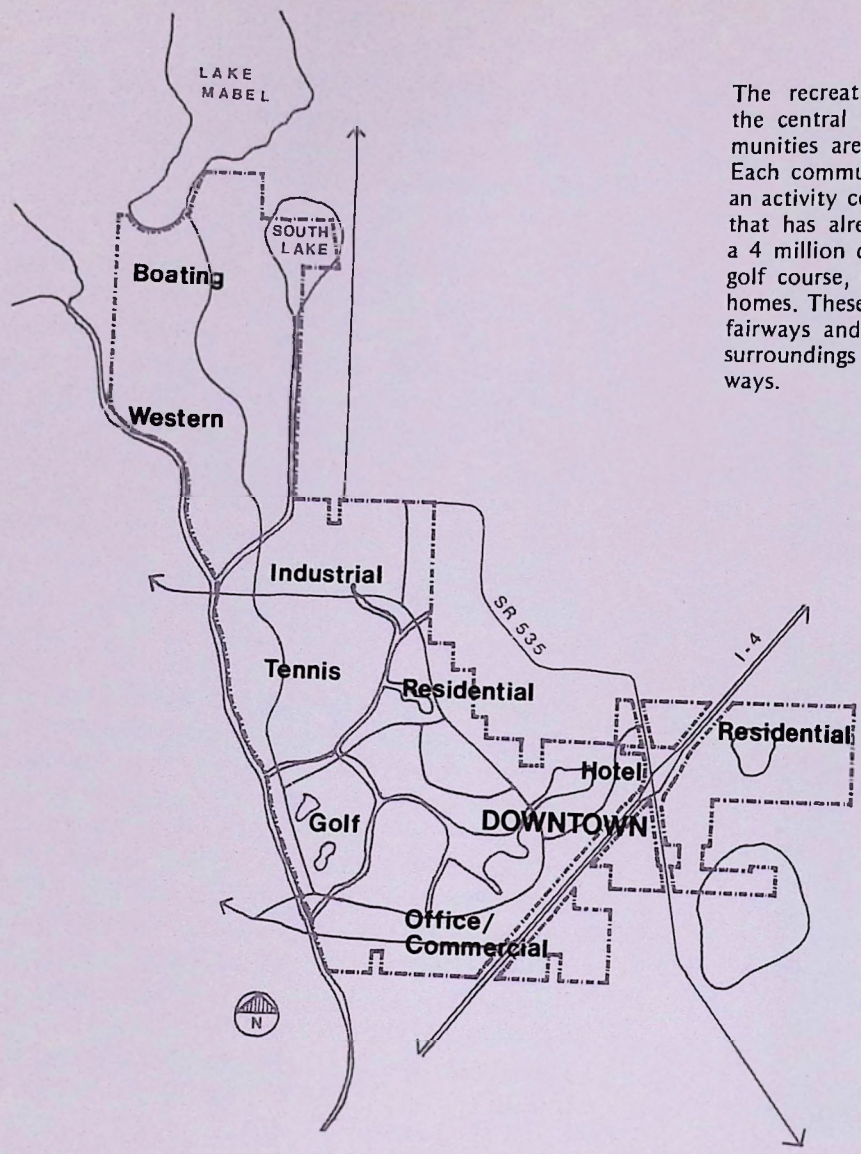 LAKE
MABEL
SOUTH
LAKE
Boating
Western
Industrial
SR 535
I-4
Tennis
Residential
Residential
Hotel
Golf
DOWNTOWN
Office/
Commercial
N
The recreat
the central
munities are
Each commu
an activity c
that has alre
a 4 million d
golf course,
homes. These
fairways and
surroundings
ways.